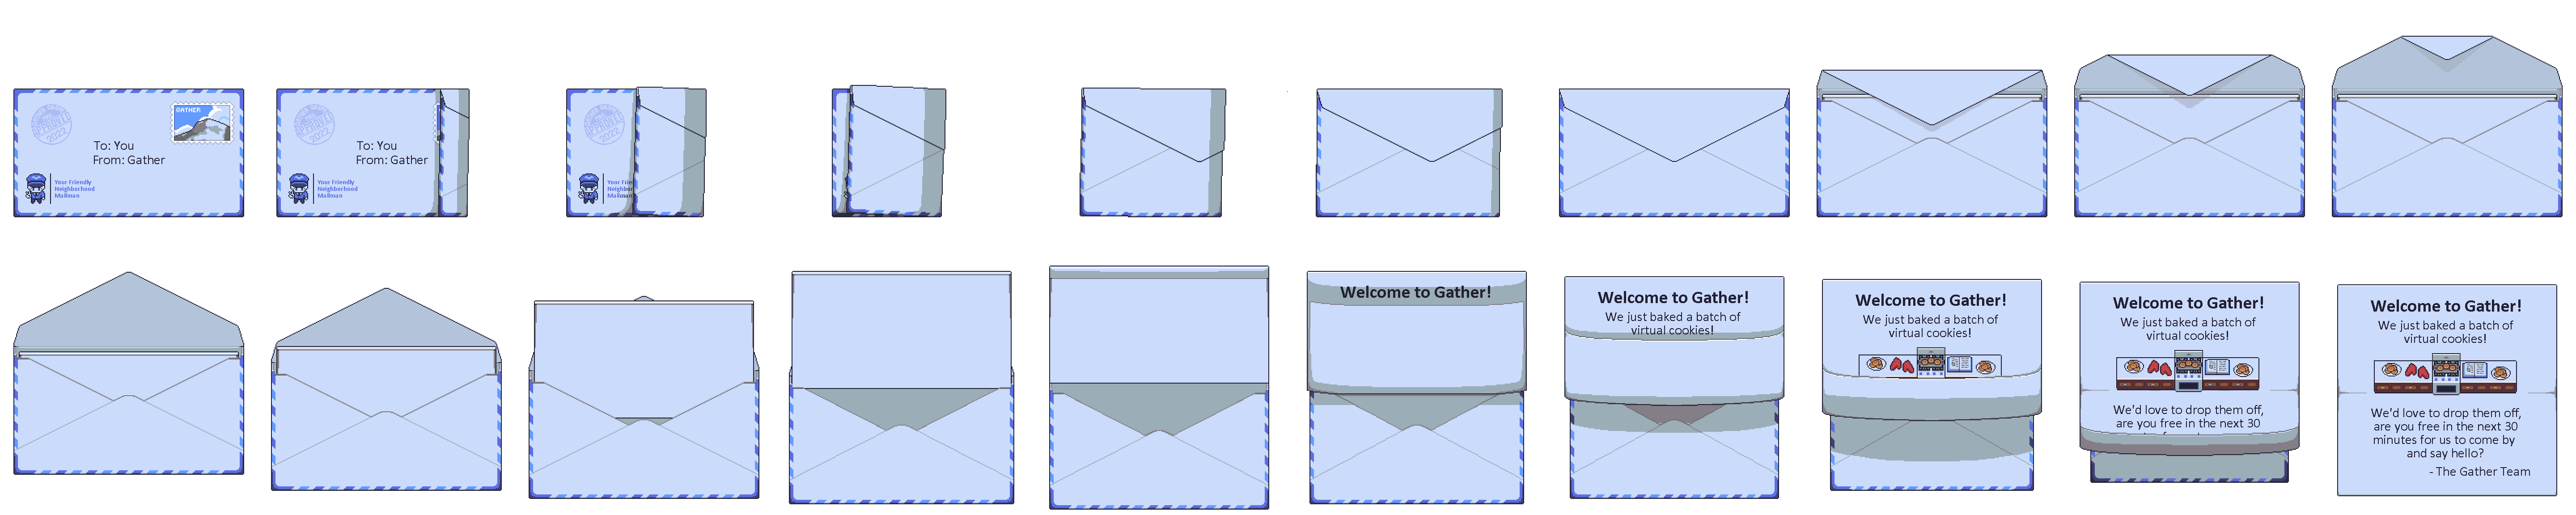 GATHER
APPROVED
2022
To: You
From: Gather
Your Friendly
Neighborhood
Mailman
2022
To: You
From: Gather
Your Friendly
Neighborhood
Mailman
2022
Your Frie
Neighbor
Mailman
Welcome to Gather!
Welcome to Gather!
We just baked a batch of
virtual cookies!
Welcome to Gather!
We just baked a batch of
virtual cookies!
Welcome to Gather!
We just baked a batch of
virtual cookies!
We'd love to drop them off,
are you free in the next 30
Welcome to Gather!
We just baked a batch of
virtual cookies!
We'd love to drop them off,
are you free in the next 30
minutes for us to come by
and say hello?
- The Gather Team